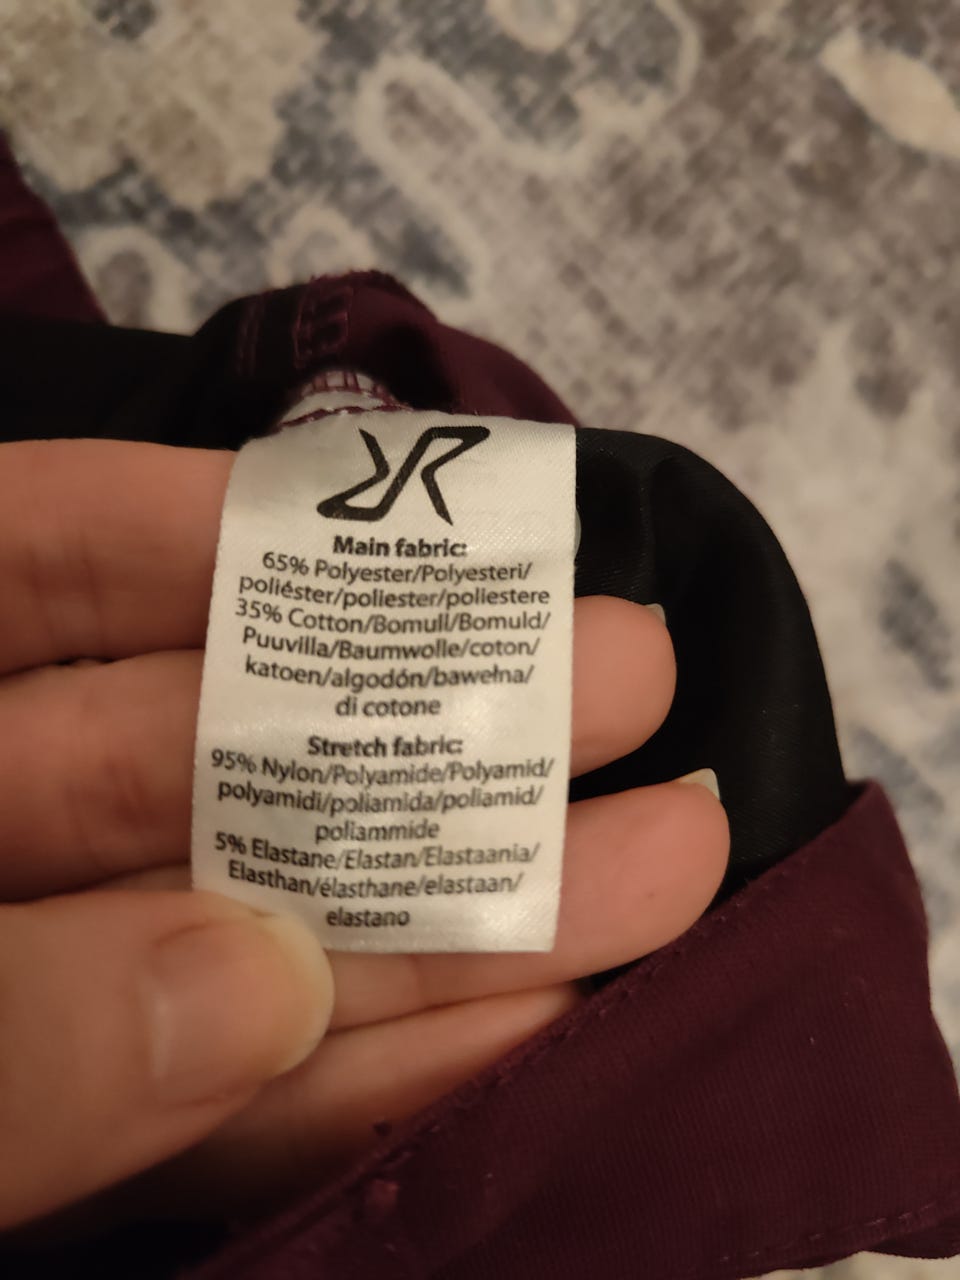 Main fabric:
65% Polyester/Polyesteri/
poliéster/poliester/poliestere
35% Cotton/Bomull/Bomuld/
Puuvilla/Baumwolle/coton/
katoen/algodón/bawełna/
di cotone
Stretch fabric:
95% Nylon/Polyamide/Polyamid/
polyamidi/poliamida/poliamid/
poliammide
5% Elastane/Elastan/Elastaania/
Elasthan/élasthane/elastaan/
elastano